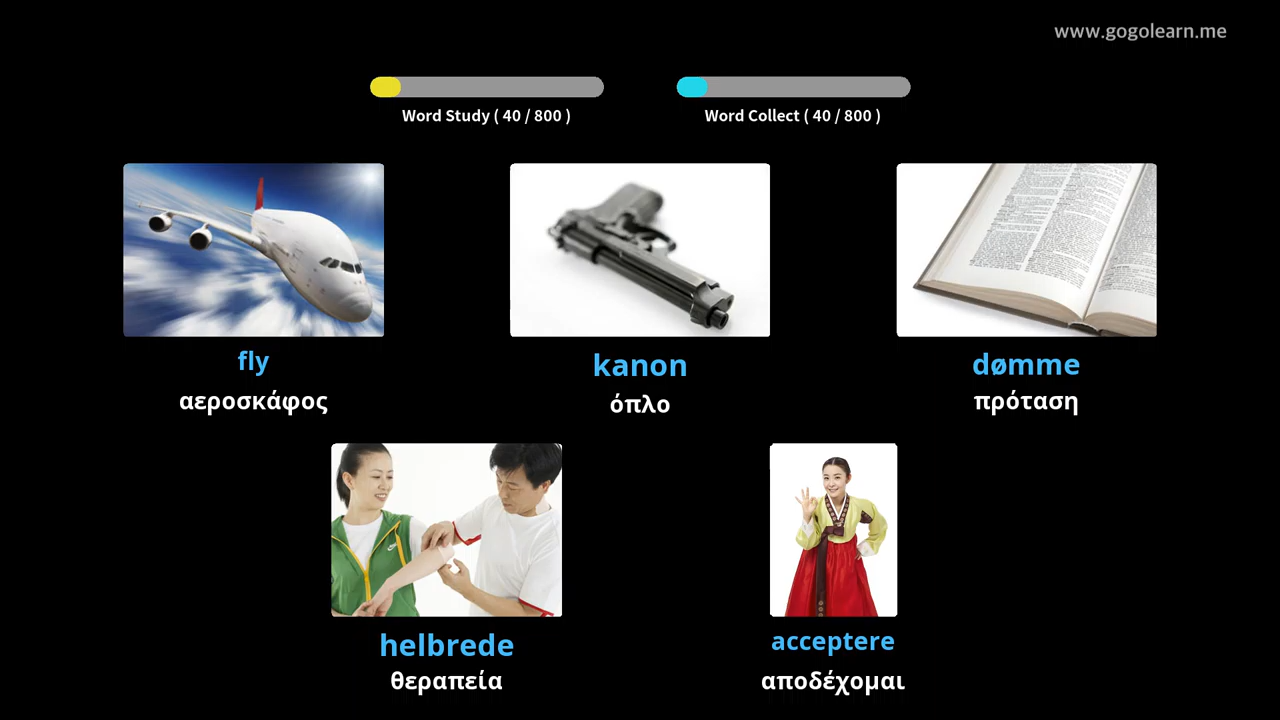 www.gogolearn.me
Word Study ( 40 / 800 )
Word Collect ( 40 / 800 )
fly
αεροσκάφος
kanon
όπλο
dømme
πρόταση
helbrede
θεραπεία
acceptere
αποδέχομαι